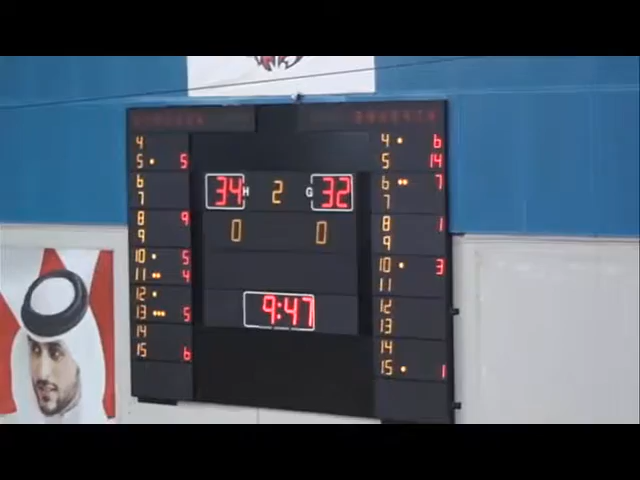 4 4 6
5 5 5 14
34 H 2 G 32
6 6 7
7 7
8 9 8 1
0 0
9 9
10 5 10 3
11 4 11
12 12
9:47
13 5 13
14 14
15 6 15 1